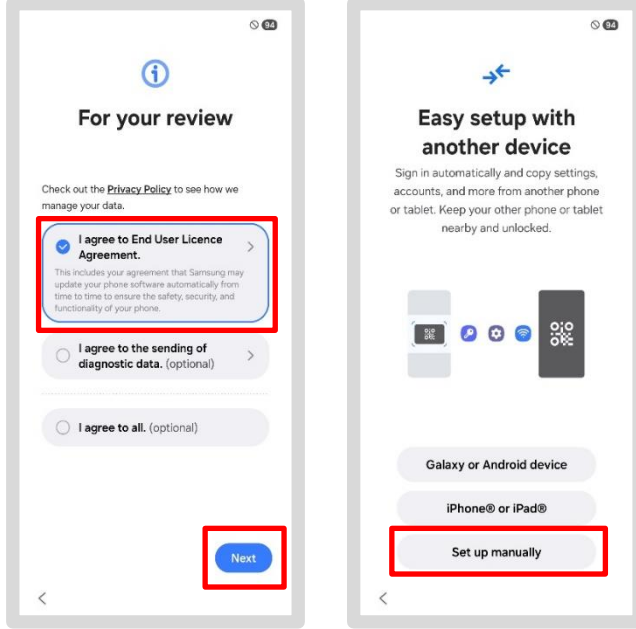 94
For your review
Check out the Privacy Policy to see how we
manage your data.
I agree to End User Licence
Agreement.
This includes your agreement that Samsung may
update your phone software automatically from
time to time to ensure the safety, security, and
functionality of your phone.
I agree to the sending of
diagnostic data. (optional)
I agree to all. (optional)
Next
94
Easy setup with
another device
Sign in automatically and copy settings,
accounts, and more from another phone
or tablet. Keep your other phone or tablet
nearby and unlocked.
Galaxy or Android device
iPhone® or iPad®
Set up manually